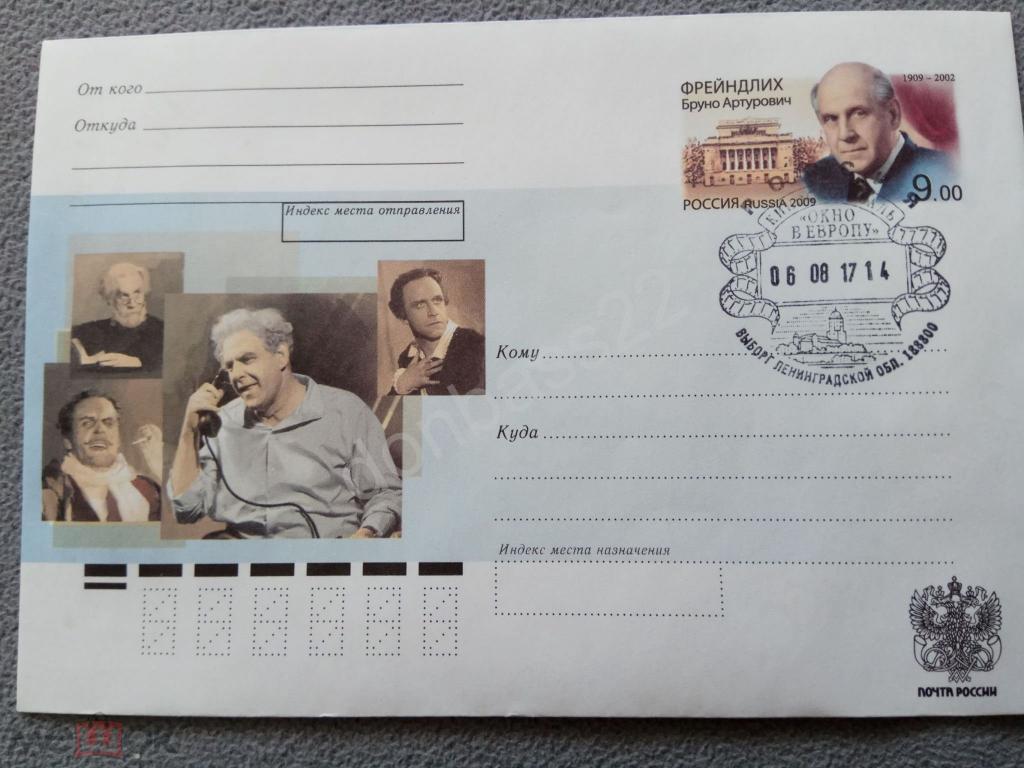 От кого
Откуда
Индекс места отправления
ФРЕЙНДЛИХ
Бруно Артурович
1909 – 2002
РОССИЯ RUSSIA 2009
9.00
«ОКНО
В ЕВРОПУ»
06 08 17 14
ВЫБОРГ ЛЕНИНГРАДСКОЙ ОБЛ. 188800
Кому
Куда
Индекс места назначения
ПОЧТА РОССИИ
donbass22